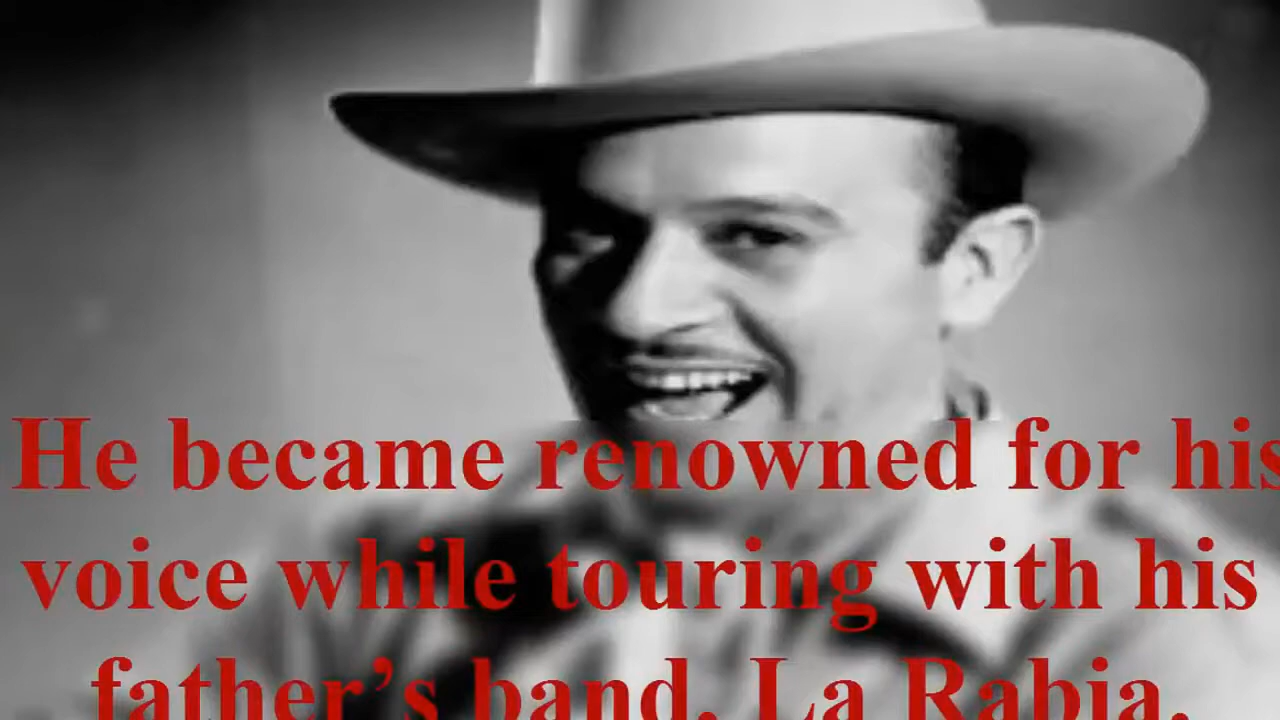 He became renowned for his
voice while touring with his
father’s band, La Rabia.